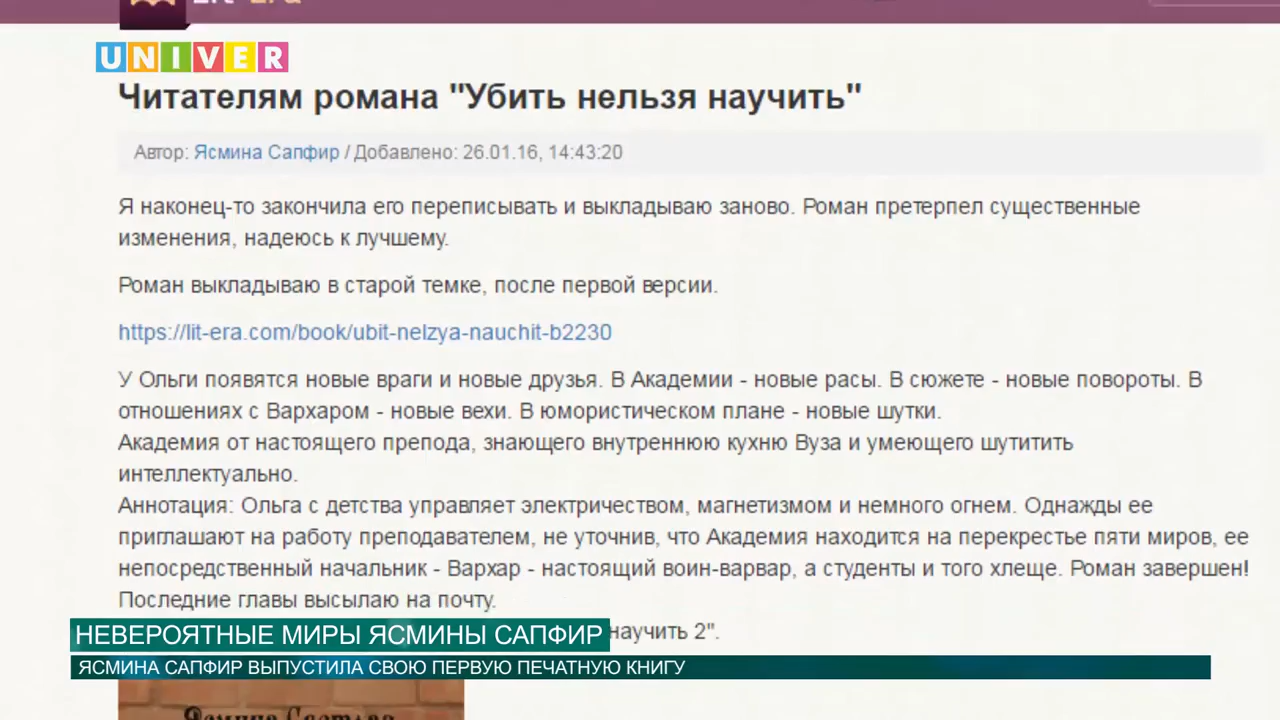 UNIVER
Читателям романа "Убить нельзя научить"
Автор: Ясмина Сапфир / Добавлено: 26.01.16, 14:43:20
Я наконец-то закончила его переписывать и выкладываю заново. Роман претерпел существенные
изменения, надеюсь к лучшему.
Роман выкладываю в старой темке, после первой версии.
https://lit-era.com/book/ubit-nelzya-nauchit-b2230
У Ольги появятся новые враги и новые друзья. В Академии - новые расы. В сюжете - новые повороты. В
отношениях с Вархаром - новые вехи. В юмористическом плане - новые шутки.
Академия от настоящего препода, знающего внутреннюю кухню Вуза и умеющего шутитить
интеллектуально.
Аннотация: Ольга с детства управляет электричеством, магнетизмом и немного огнем. Однажды ее
приглашают на работу преподавателем, не уточнив, что Академия находится на перекрестье пяти миров, ее
непосредственный начальник - Вархар - настоящий воин-варвар, а студенты и того хлеще. Роман завершен!
Последние главы высылаю на почту.
научить 2".
НЕВЕРОЯТНЫЕ МИРЫ ЯСМИНЫ САПФИР
ЯСМИНА САПФИР ВЫПУСТИЛА СВОЮ ПЕРВУЮ ПЕЧАТНУЮ КНИГУ